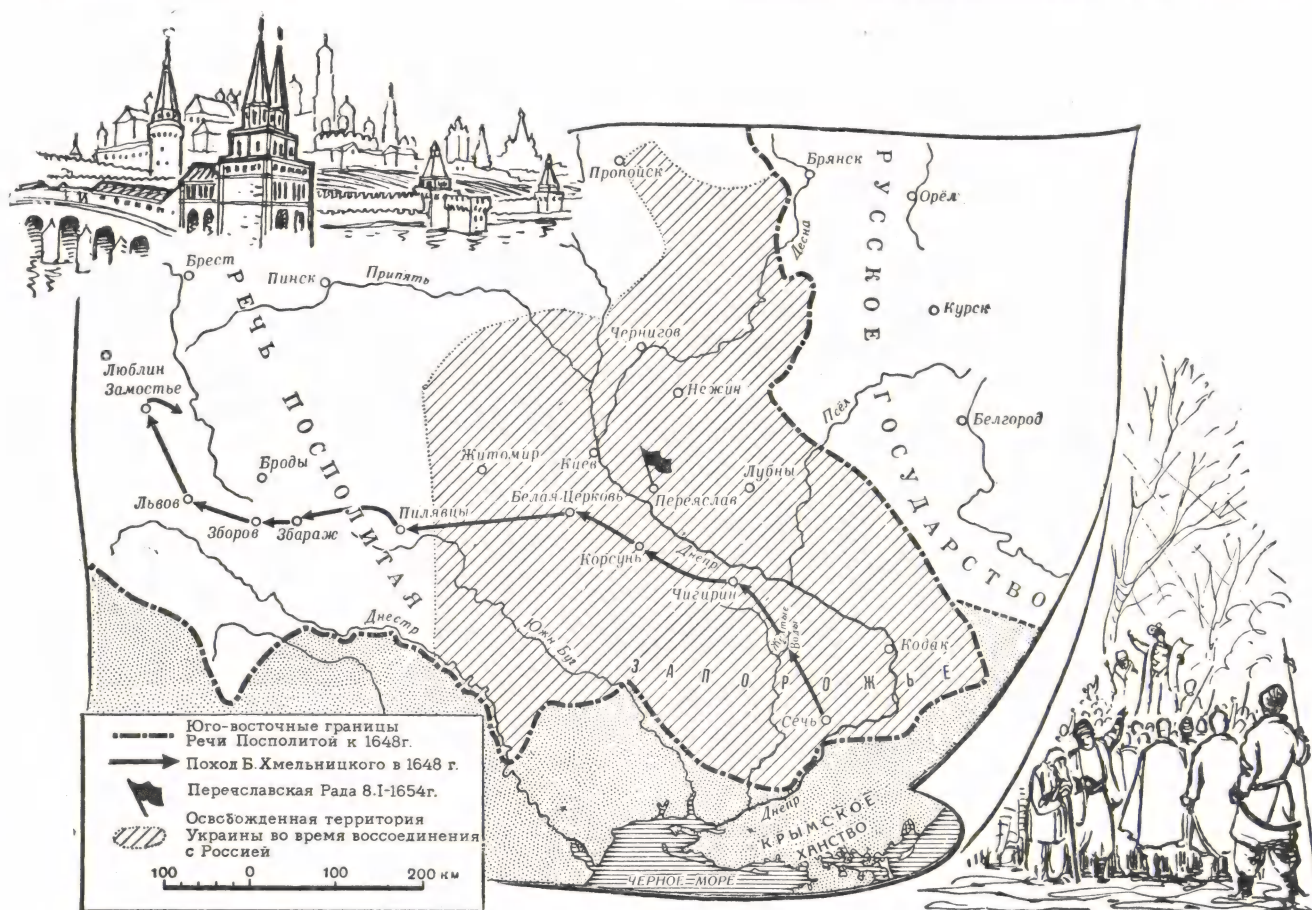 Пропойск
Брянск
Орёл
Десна
РУССКОЕ
ГОСУДАРСТВО
Брест
Пинск
Припять
РЕЧЬ ПОСПОЛИТАЯ
Чернигов
Курск
Люблин
Замостье
Нежин
Псёл
Белгород
Броды
Житомир
Киев
Лубны
Переяслав
Львов
Зборов
Збараж
Пилявцы
Белая Церковь
Корсунь
Днепр
Чигирин
Днестр
Южн. Буг
Жёлтые
Воды
Кодак
ЗАПОРОЖЬЕ
Сечь
Днепр
КРЫМСКОЕ
ХАНСТВО
ЧЕРНОЕ МОРЕ
Юго-восточные границы
Речи Посполитой к 1648г.
Поход Б.Хмельницкого в 1648 г.
Переяславская Рада 8.I-1654г.
Освобожденная территория
Украины во время воссоединения
с Россией
100 0 100 200 км